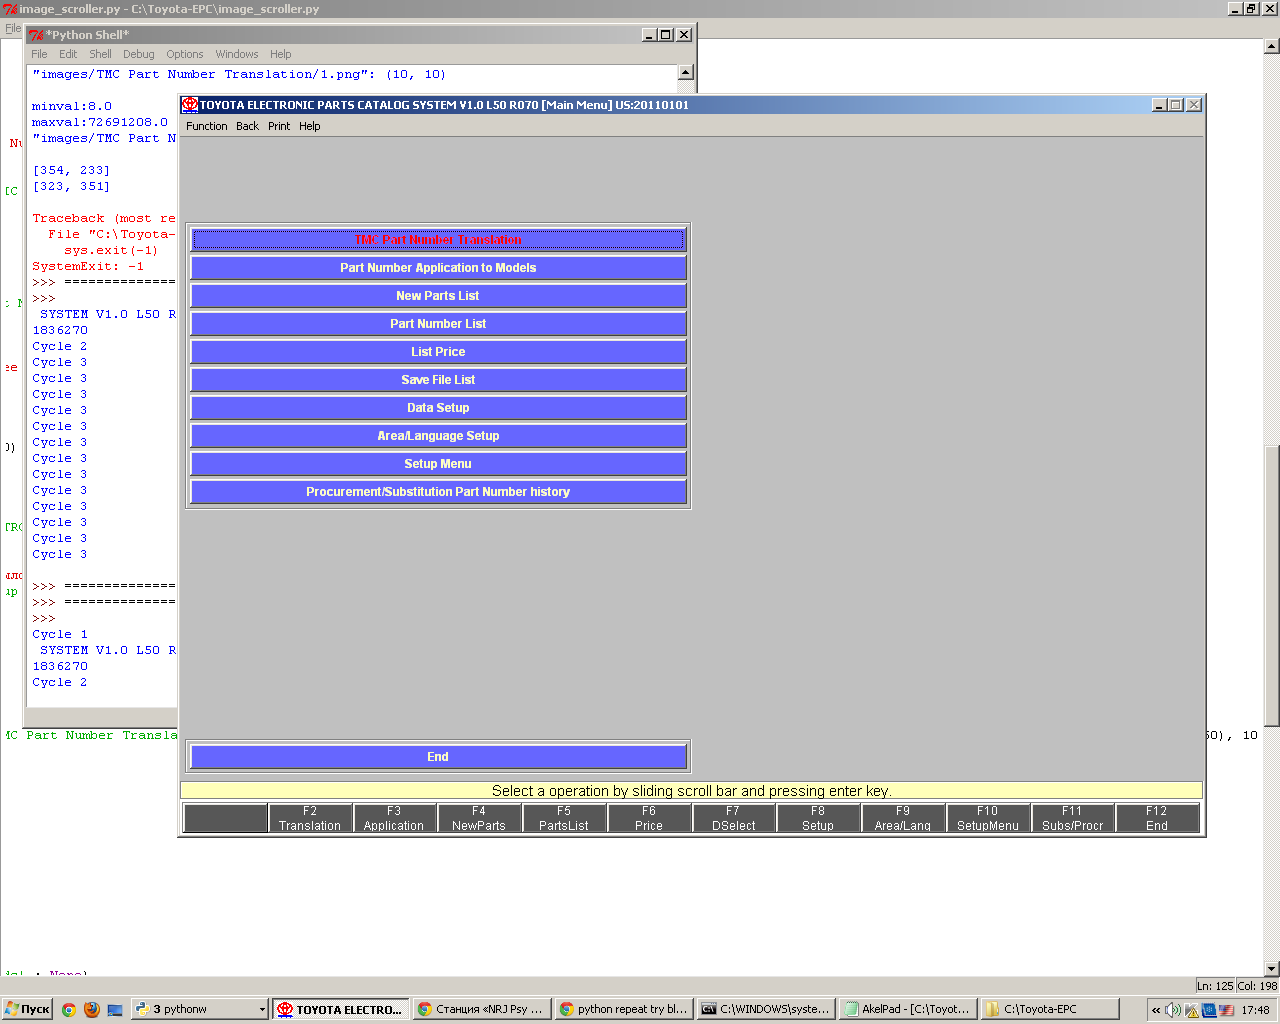 image_scroller.py - C:\Toyota-EPC\image_scroller.py
File
*Python Shell*
File Edit Shell Debug Options Windows Help
"images/TMC Part Number Translation/1.png": (10, 10)
minval:8.0
maxval:72691208.0
"images/TMC Part N
[354, 233]
[323, 351]
Traceback (most re
File "C:\Toyota-
sys.exit(-1)
SystemExit: -1
>>> ===============
>>>
SYSTEM V1.0 L50 R
1836270
Cycle 2
Cycle 3
Cycle 3
Cycle 3
Cycle 3
Cycle 3
Cycle 3
Cycle 3
Cycle 3
Cycle 3
Cycle 3
Cycle 3
Cycle 3
Cycle 3
>>> ===============
>>> ===============
>>>
Cycle 1
SYSTEM V1.0 L50 R
1836270
Cycle 2
TOYOTA ELECTRONIC PARTS CATALOG SYSTEM V1.0 L50 R070 [Main Menu] US:20110101
Function Back Print Help
TMC Part Number Translation
Part Number Application to Models
New Parts List
Part Number List
List Price
Save File List
Data Setup
Area/Language Setup
Setup Menu
Procurement/Substitution Part Number history
End
Select a operation by sliding scroll bar and pressing enter key.
F2 Translation
F3 Application
F4 NewParts
F5 PartsList
F6 Price
F7 DSelect
F8 Setup
F9 Area/Lang
F10 SetupMenu
F11 Subs/Procr
F12 End
MC Part Number Transla
50), 10
Ln: 125 Col: 198
Пуск
3 pythonw
TOYOTA ELECTRO...
Станция «NRJ Psy ...
python repeat try bl...
C:\WINDOWS\syste...
AkelPad - [C:\Toyot...
C:\Toyota-EPC
« 17:48